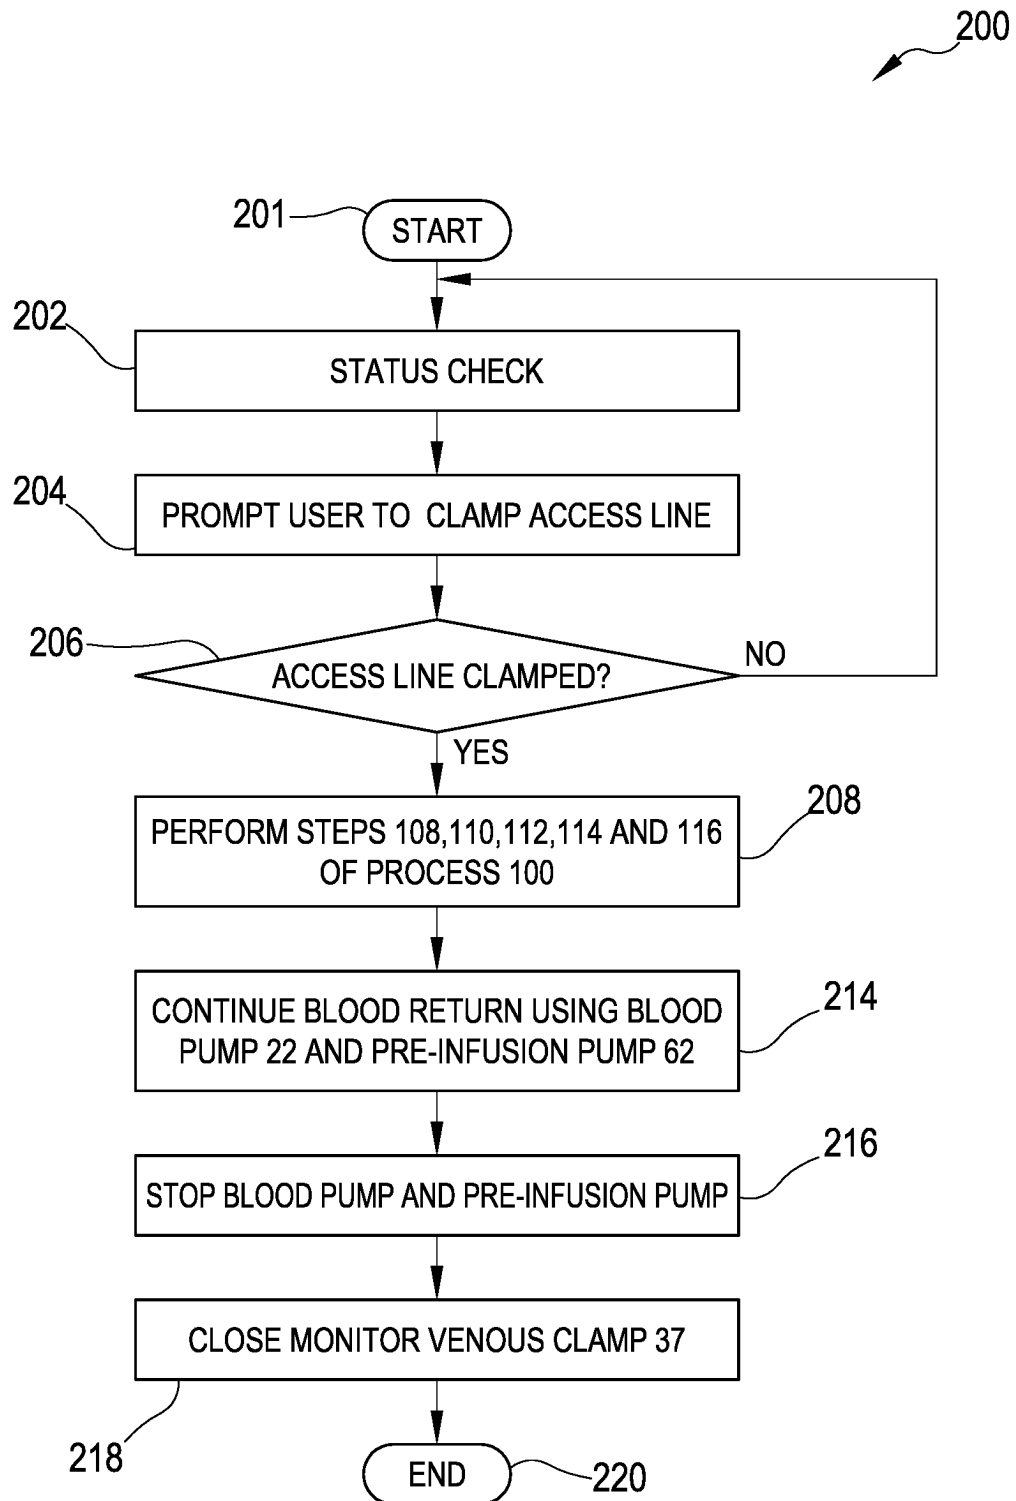 200
201
START
202
STATUS CHECK
204
PROMPT USER TO CLAMP ACCESS LINE
206
ACCESS LINE CLAMPED?
NO
YES
PERFORM STEPS 108,110,112,114 AND 116
OF PROCESS 100
208
CONTINUE BLOOD RETURN USING BLOOD
PUMP 22 AND PRE-INFUSION PUMP 62
214
STOP BLOOD PUMP AND PRE-INFUSION PUMP
216
CLOSE MONITOR VENOUS CLAMP 37
218
END
220